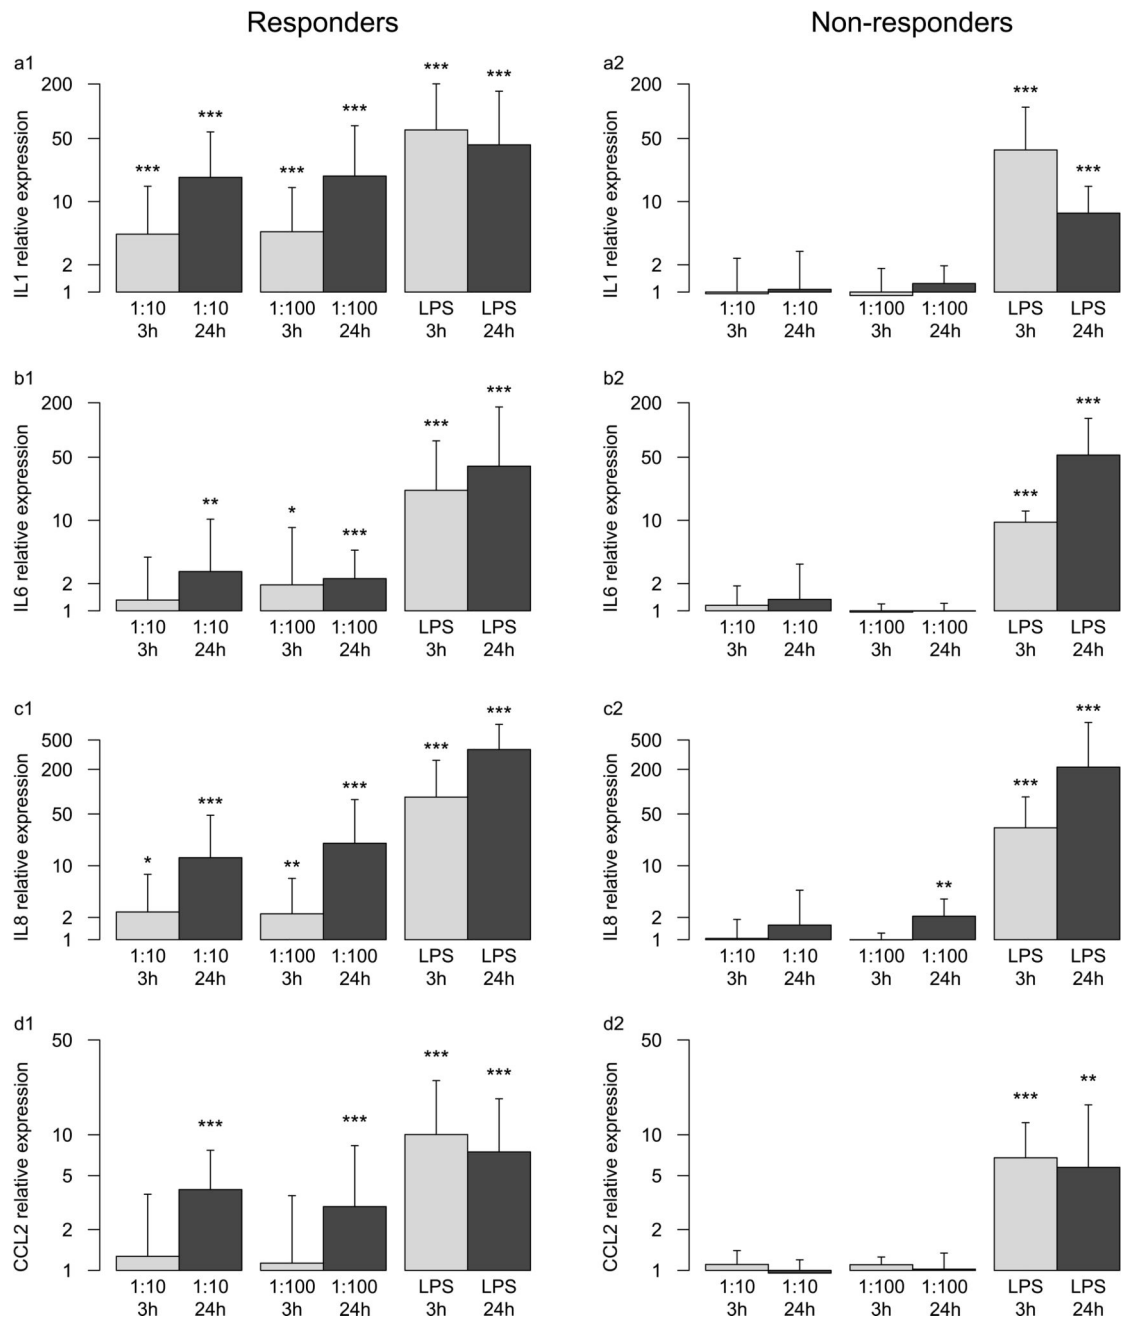 Responders
Non-responders
a1
IL1 relative expression
200
50
10
2
1
*** *** *** *** *** ***
1:10 1:10 1:100 1:100 LPS LPS
3h 24h 3h 24h 3h 24h
a2
IL1 relative expression
200
50
10
2
1
*** ***
1:10 1:10 1:100 1:100 LPS LPS
3h 24h 3h 24h 3h 24h
b1
IL6 relative expression
200
50
10
2
1
** * *** *** ***
1:10 1:10 1:100 1:100 LPS LPS
3h 24h 3h 24h 3h 24h
b2
IL6 relative expression
200
50
10
2
1
*** ***
1:10 1:10 1:100 1:100 LPS LPS
3h 24h 3h 24h 3h 24h
c1
IL8 relative expression
500
200
50
10
2
1
* *** ** *** *** ***
1:10 1:10 1:100 1:100 LPS LPS
3h 24h 3h 24h 3h 24h
c2
IL8 relative expression
500
200
50
10
2
1
** *** ***
1:10 1:10 1:100 1:100 LPS LPS
3h 24h 3h 24h 3h 24h
d1
CCL2 relative expression
50
10
5
2
1
*** *** *** ***
1:10 1:10 1:100 1:100 LPS LPS
3h 24h 3h 24h 3h 24h
d2
CCL2 relative expression
50
10
5
2
1
*** **
1:10 1:10 1:100 1:100 LPS LPS
3h 24h 3h 24h 3h 24h